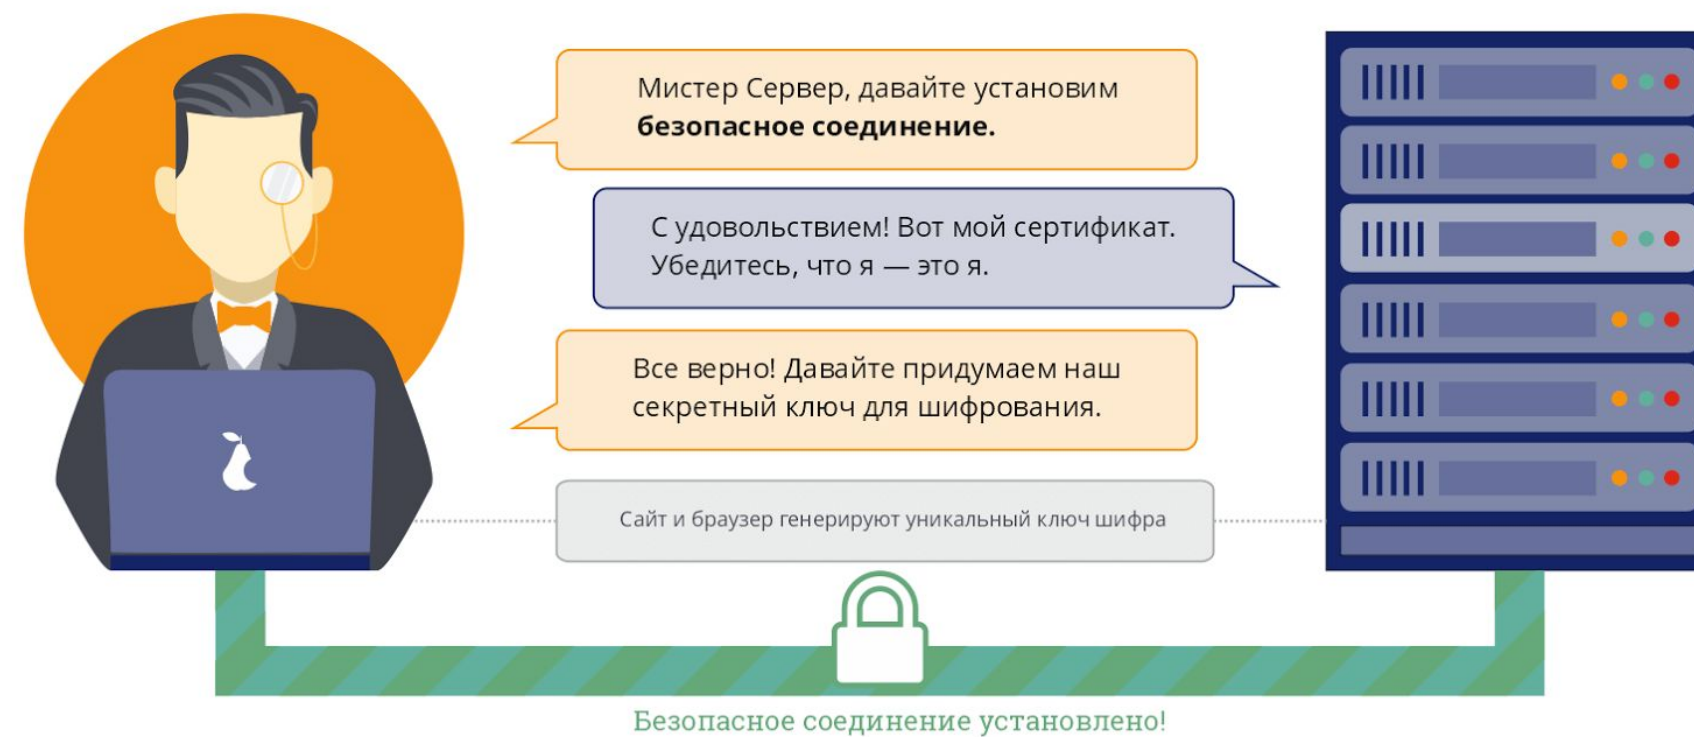 Мистер Сервер, давайте установим
безопасное соединение.
С удовольствием! Вот мой сертификат.
Убедитесь, что я — это я.
Все верно! Давайте придумаем наш
секретный ключ для шифрования.
Сайт и браузер генерируют уникальный ключ шифра
Безопасное соединение установлено!